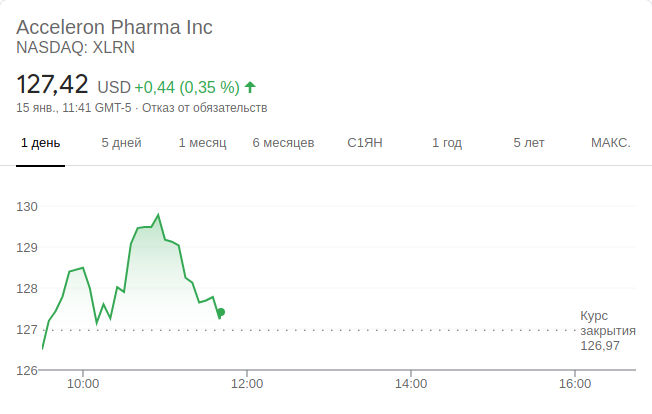 Acceleron Pharma Inc
NASDAQ: XLRN
127,42 USD +0,44 (0,35 %)
15 янв., 11:41 GMT-5 · Отказ от обязательств
1 день 5 дней 1 месяц 6 месяцев С1ЯН 1 год 5 лет МАКС.
130
129
128
127
126
Курс
закрытия
126,97
10:00 12:00 14:00 16:00